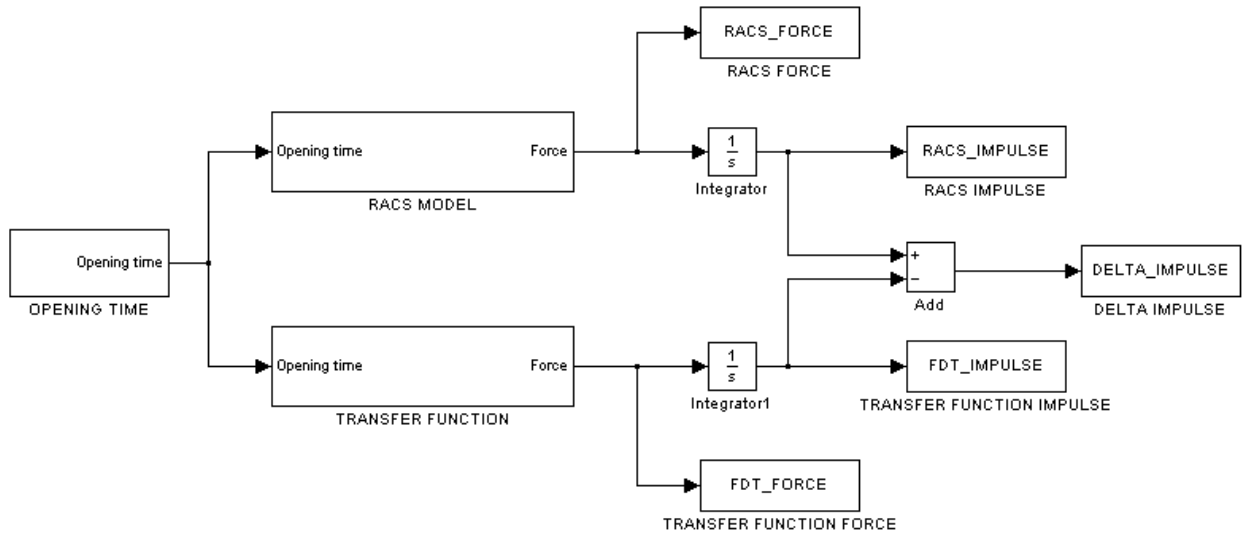 RACS_FORCE
RACS FORCE
Opening time Force
RACS MODEL
1
s
Integrator
RACS_IMPULSE
RACS IMPULSE
Opening time
OPENING TIME
+
−
Add
DELTA_IMPULSE
DELTA IMPULSE
Opening time Force
TRANSFER FUNCTION
1
s
Integrator1
FDT_IMPULSE
TRANSFER FUNCTION IMPULSE
FDT_FORCE
TRANSFER FUNCTION FORCE